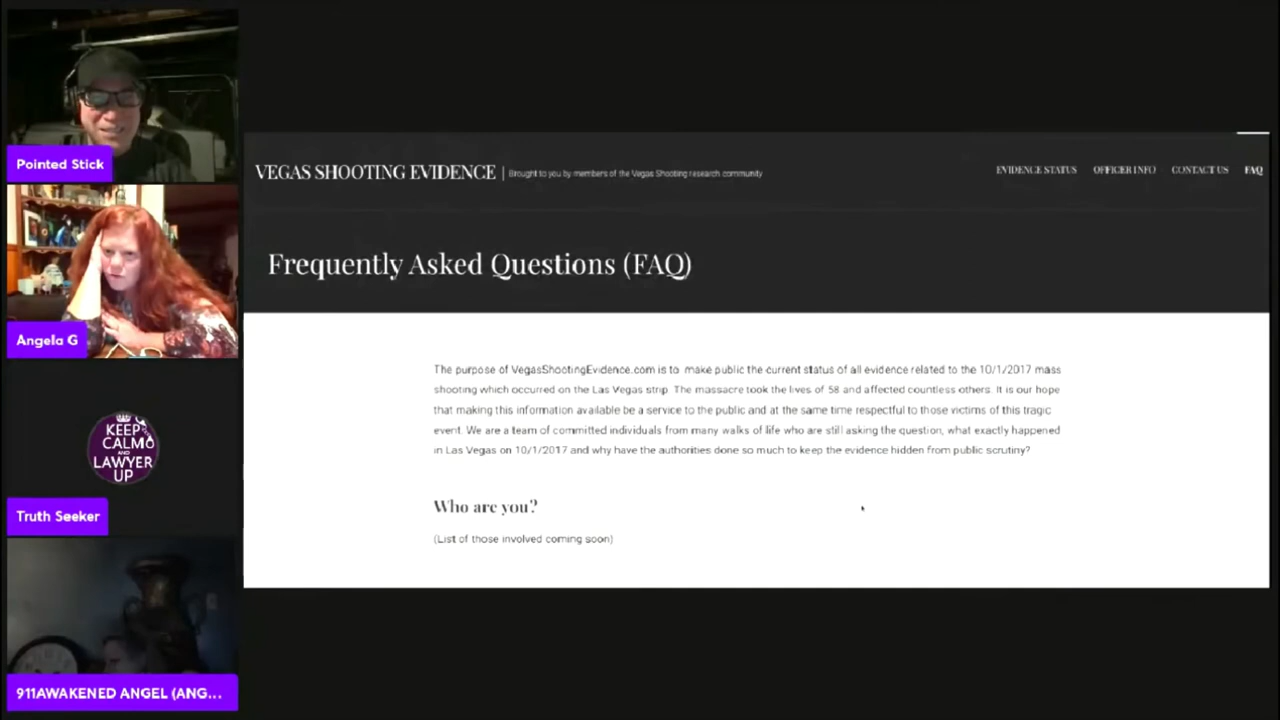 Pointed Stick
Angela G
KEEP
CALM
AND
LAWYER
UP
Truth Seeker
911AWAKENED ANGEL (ANG...
VEGAS SHOOTING EVIDENCE | Brought to you by members of the Vegas Shooting research community
EVIDENCE STATUS OFFICER INFO CONTACT US FAQ
Frequently Asked Questions (FAQ)
The purpose of VegasShootingEvidence.com is to make public the current status of all evidence related to the 10/1/2017 mass
shooting which occurred on the Las Vegas strip. The massacre took the lives of 58 and affected countless others. It is our hope
that making this information available be a service to the public and at the same time respectful to those victims of this tragic
event. We are a team of committed individuals from many walks of life who are still asking the question, what exactly happened
in Las Vegas on 10/1/2017 and why have the authorities done so much to keep the evidence hidden from public scrutiny?
Who are you?
(List of those involved coming soon)